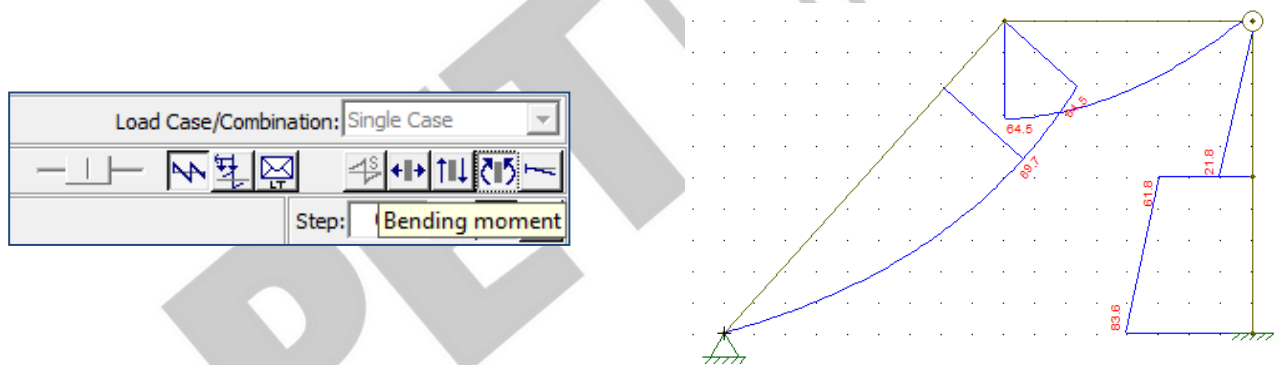 Load Case/Combination: Single Case
LT
S
Step:
Bending moment
64.5
64.5
69.7
21.8
61.8
83.6